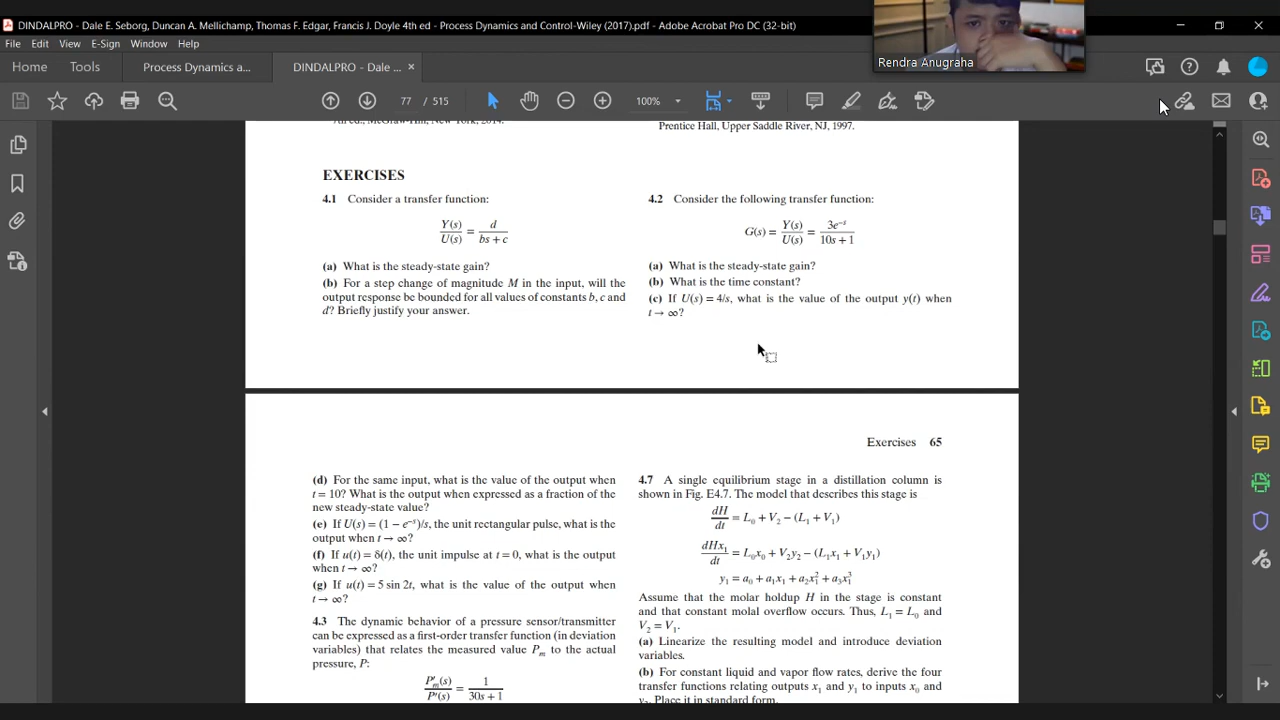 DINDALPRO - Dale E. Seborg, Duncan A. Mellichamp, Thomas F. Edgar, Francis J. Doyle 4th ed - Process Dynamics and Control-Wiley (2017).pdf - Adobe Acrobat Pro DC (32-bit)
File Edit View E-Sign Window Help
Rendra Anugraha
Home Tools Process Dynamics a... DINDALPRO - Dale ... ×
77 / 515 100%
Prentice Hall, Upper Saddle River, NJ, 1997.
EXERCISES
4.1 Consider a transfer function:
Y(s)/U(s) = d/(bs + c)
(a) What is the steady-state gain?
(b) For a step change of magnitude M in the input, will the
output response be bounded for all values of constants b, c and
d? Briefly justify your answer.
4.2 Consider the following transfer function:
G(s) = Y(s)/U(s) = 3e⁻ˢ/(10s + 1)
(a) What is the steady-state gain?
(b) What is the time constant?
(c) If U(s) = 4/s, what is the value of the output y(t) when
t → ∞?
Exercises 65
(d) For the same input, what is the value of the output when
t = 10? What is the output when expressed as a fraction of the
new steady-state value?
(e) If U(s) = (1 − e⁻ˢ)/s, the unit rectangular pulse, what is the
output when t → ∞?
(f) If u(t) = δ(t), the unit impulse at t = 0, what is the output
when t → ∞?
(g) If u(t) = 5 sin 2t, what is the value of the output when
t → ∞?
4.3 The dynamic behavior of a pressure sensor/transmitter
can be expressed as a first-order transfer function (in deviation
variables) that relates the measured value Pₘ to the actual
pressure, P:
P′ₘ(s)/P′(s) = 1/(30s + 1)
4.7 A single equilibrium stage in a distillation column is
shown in Fig. E4.7. The model that describes this stage is
dH/dt = L₀ + V₂ − (L₁ + V₁)
dHx₁/dt = L₀x₀ + V₂y₂ − (L₁x₁ + V₁y₁)
y₁ = a₀ + a₁x₁ + a₂x₁² + a₃x₁³
Assume that the molar holdup H in the stage is constant
and that constant molal overflow occurs. Thus, L₁ = L₀ and
V₂ = V₁.
(a) Linearize the resulting model and introduce deviation
variables.
(b) For constant liquid and vapor flow rates, derive the four
transfer functions relating outputs x₁ and y₁ to inputs x₀ and
y₂. Place it in standard form.